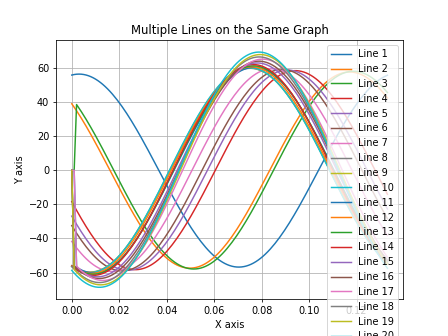 Multiple Lines on the Same Graph
Y axis
60
40
20
0
−20
−40
−60
0.00
0.02
0.04
0.06
0.08
0.10
X axis
Line 1
Line 2
Line 3
Line 4
Line 5
Line 6
Line 7
Line 8
Line 9
Line 10
Line 11
Line 12
Line 13
Line 14
Line 15
Line 16
Line 17
Line 18
Line 19
Line 20